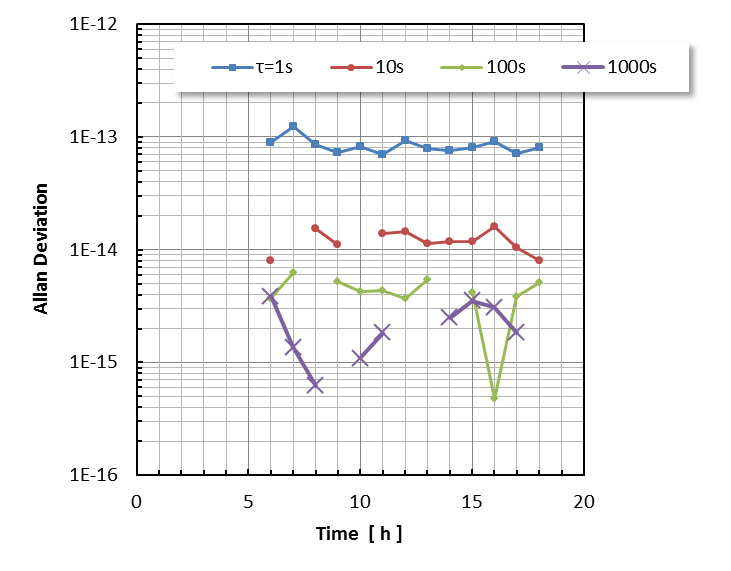 1E-12
τ=1s 10s 100s 1000s
1E-13
1E-14
1E-15
1E-16
Allan Deviation
0 5 10 15 20
Time [ h ]